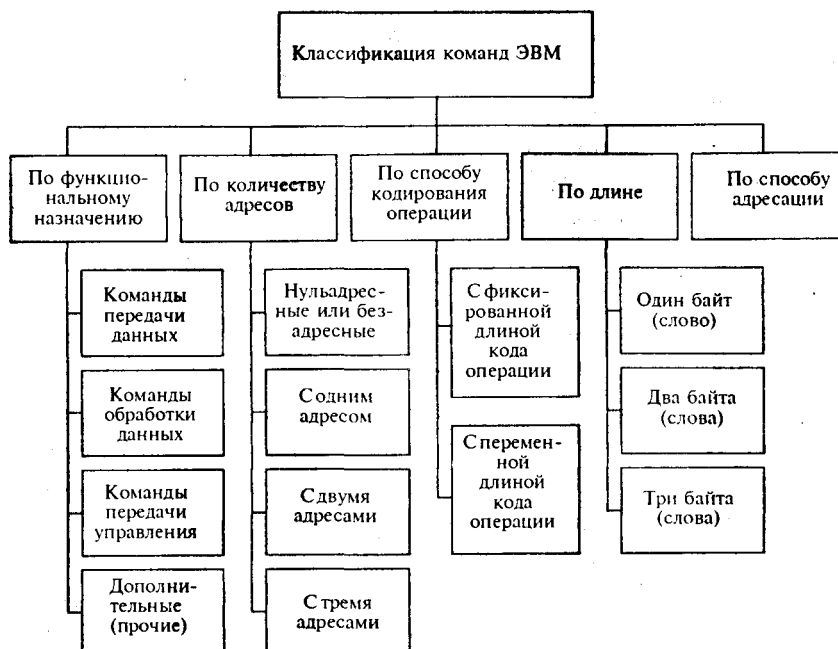 Классификация команд ЭВМ
По функцио-
нальному
назначению
По количеству
адресов
По способу
кодирования
операции
По длине
По способу
адресации
Команды
передачи
данных
Команды
обработки
данных
Команды
передачи
управления
Дополни-
тельные
(прочие)
Нульадрес-
ные или без-
адресные
С одним
адресом
С двумя
адресами
С тремя
адресами
С фикси-
рованной
длиной
кода
операции
С перемен-
ной
длиной
кода
операции
Один байт
(слово)
Два байта
(слова)
Три байта
(слова)